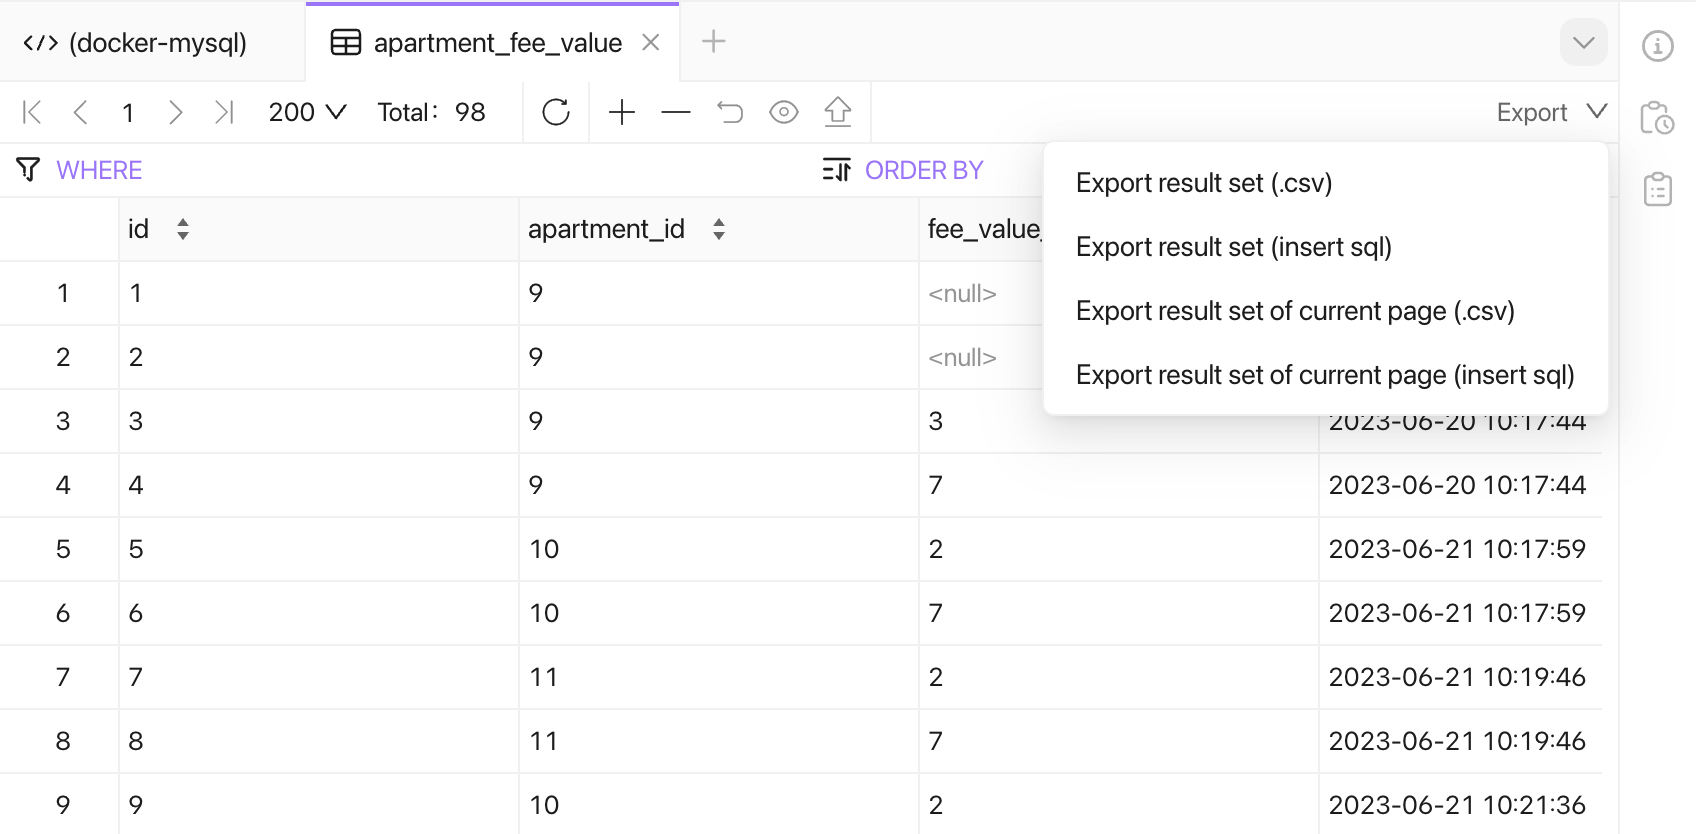 </> (docker-mysql) apartment_fee_value
1 200 Total: 98 Export
WHERE ORDER BY
Export result set (.csv)
Export result set (insert sql)
Export result set of current page (.csv)
Export result set of current page (insert sql)
id apartment_id fee_value_
1 1 9 <null>
2 2 9 <null>
3 3 9 3 2023-06-20 10:17:44
4 4 9 7 2023-06-20 10:17:44
5 5 10 2 2023-06-21 10:17:59
6 6 10 7 2023-06-21 10:17:59
7 7 11 2 2023-06-21 10:19:46
8 8 11 7 2023-06-21 10:19:46
9 9 10 2 2023-06-21 10:21:36